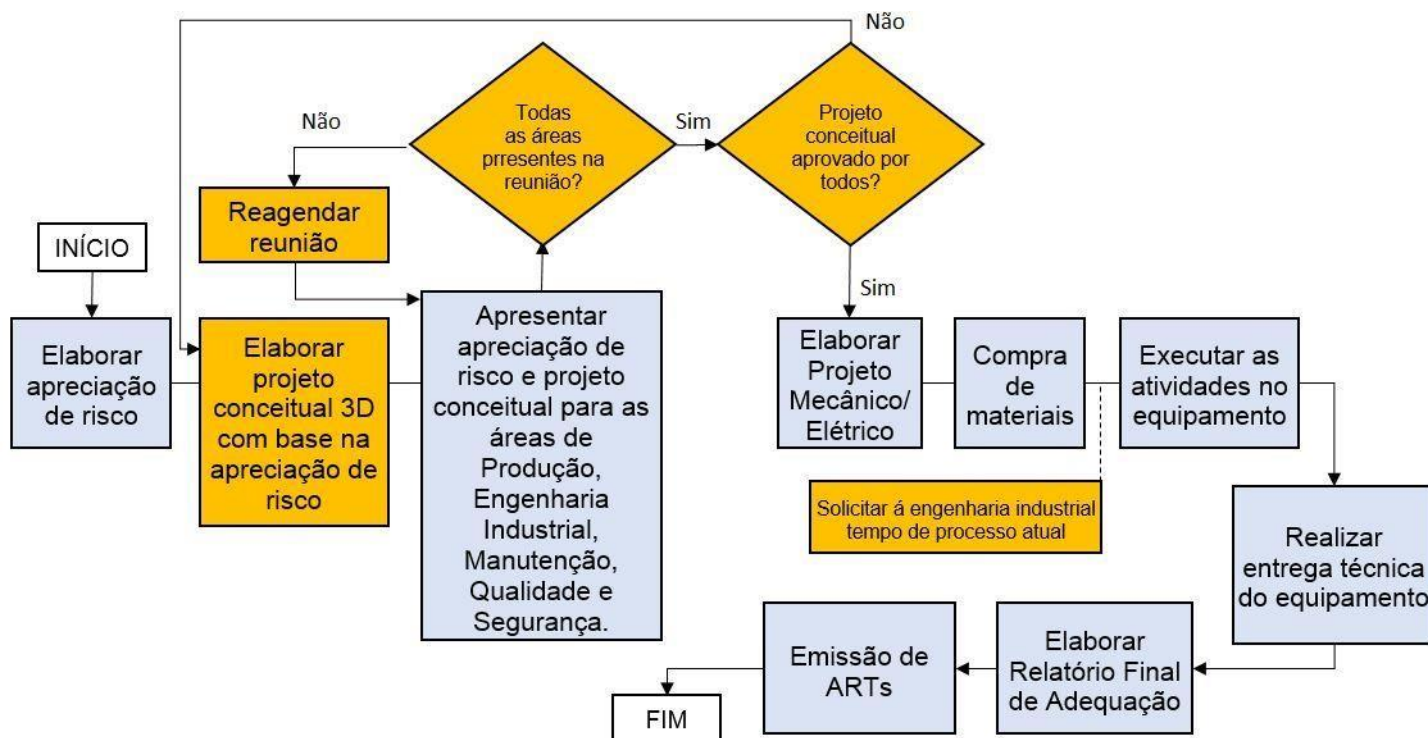 Não
Todas
as áreas
prresentes na
reunião?
Não
Sim
Projeto
conceitual
aprovado por
todos?
Reagendar
reunião
INÍCIO
Sim
Elaborar
apreciação
de risco
Elaborar
projeto
conceitual 3D
com base na
apreciação de
risco
Apresentar
apreciação de
risco e projeto
conceitual para as
áreas de
Produção,
Engenharia
Industrial,
Manutenção,
Qualidade e
Segurança.
Elaborar
Projeto
Mecânico/
Elétrico
Compra
de
materiais
Executar as
atividades no
equipamento
Solicitar á engenharia industrial
tempo de processo atual
Realizar
entrega técnica
do equipamento
Elaborar
Relatório Final
de Adequação
Emissão de
ARTs
FIM